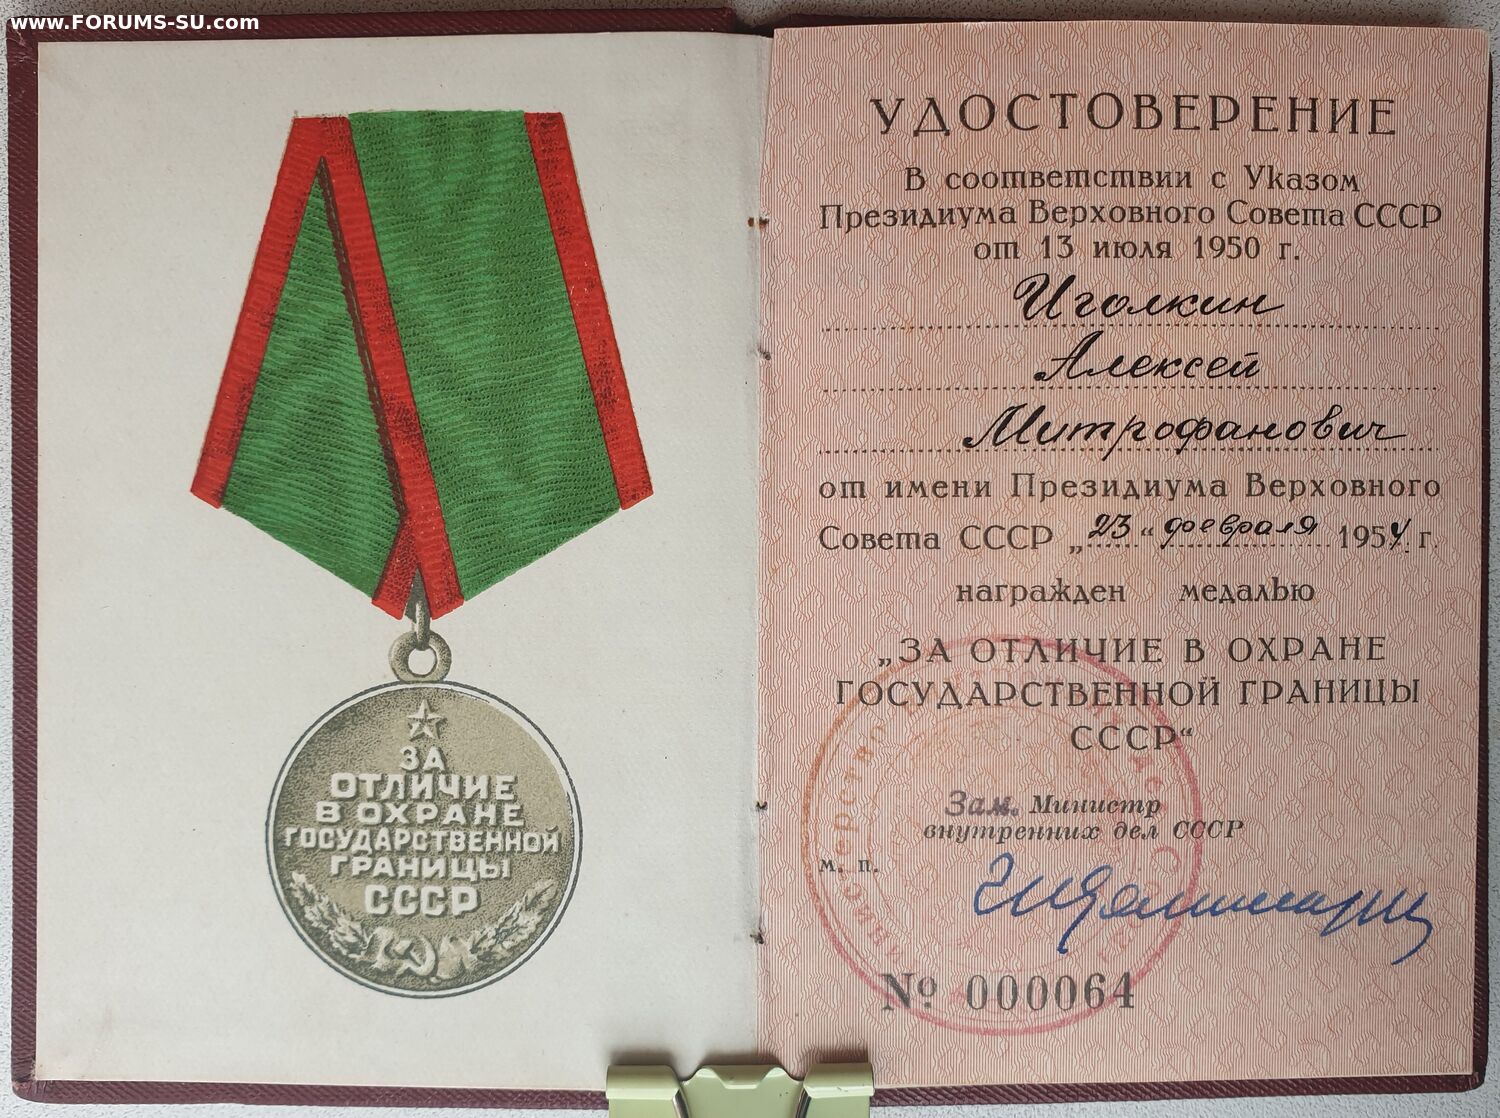 www.FORUMS-SU.com
ЗА
ОТЛИЧИЕ
В ОХРАНЕ
ГОСУДАРСТВЕННОЙ
ГРАНИЦЫ
СССР
УДОСТОВЕРЕНИЕ
В соответствии с Указом
Президиума Верховного Совета СССР
от 13 июля 1950 г.
Иголкин
Алексей
Митрофанович
от имени Президиума Верховного
Совета СССР „23“ февраля 1954 г.
награжден медалью
„ЗА ОТЛИЧИЕ В ОХРАНЕ
ГОСУДАРСТВЕННОЙ ГРАНИЦЫ
СССР“
Зам. Министр
внутренних дел СССР
м. п.
№ 000064